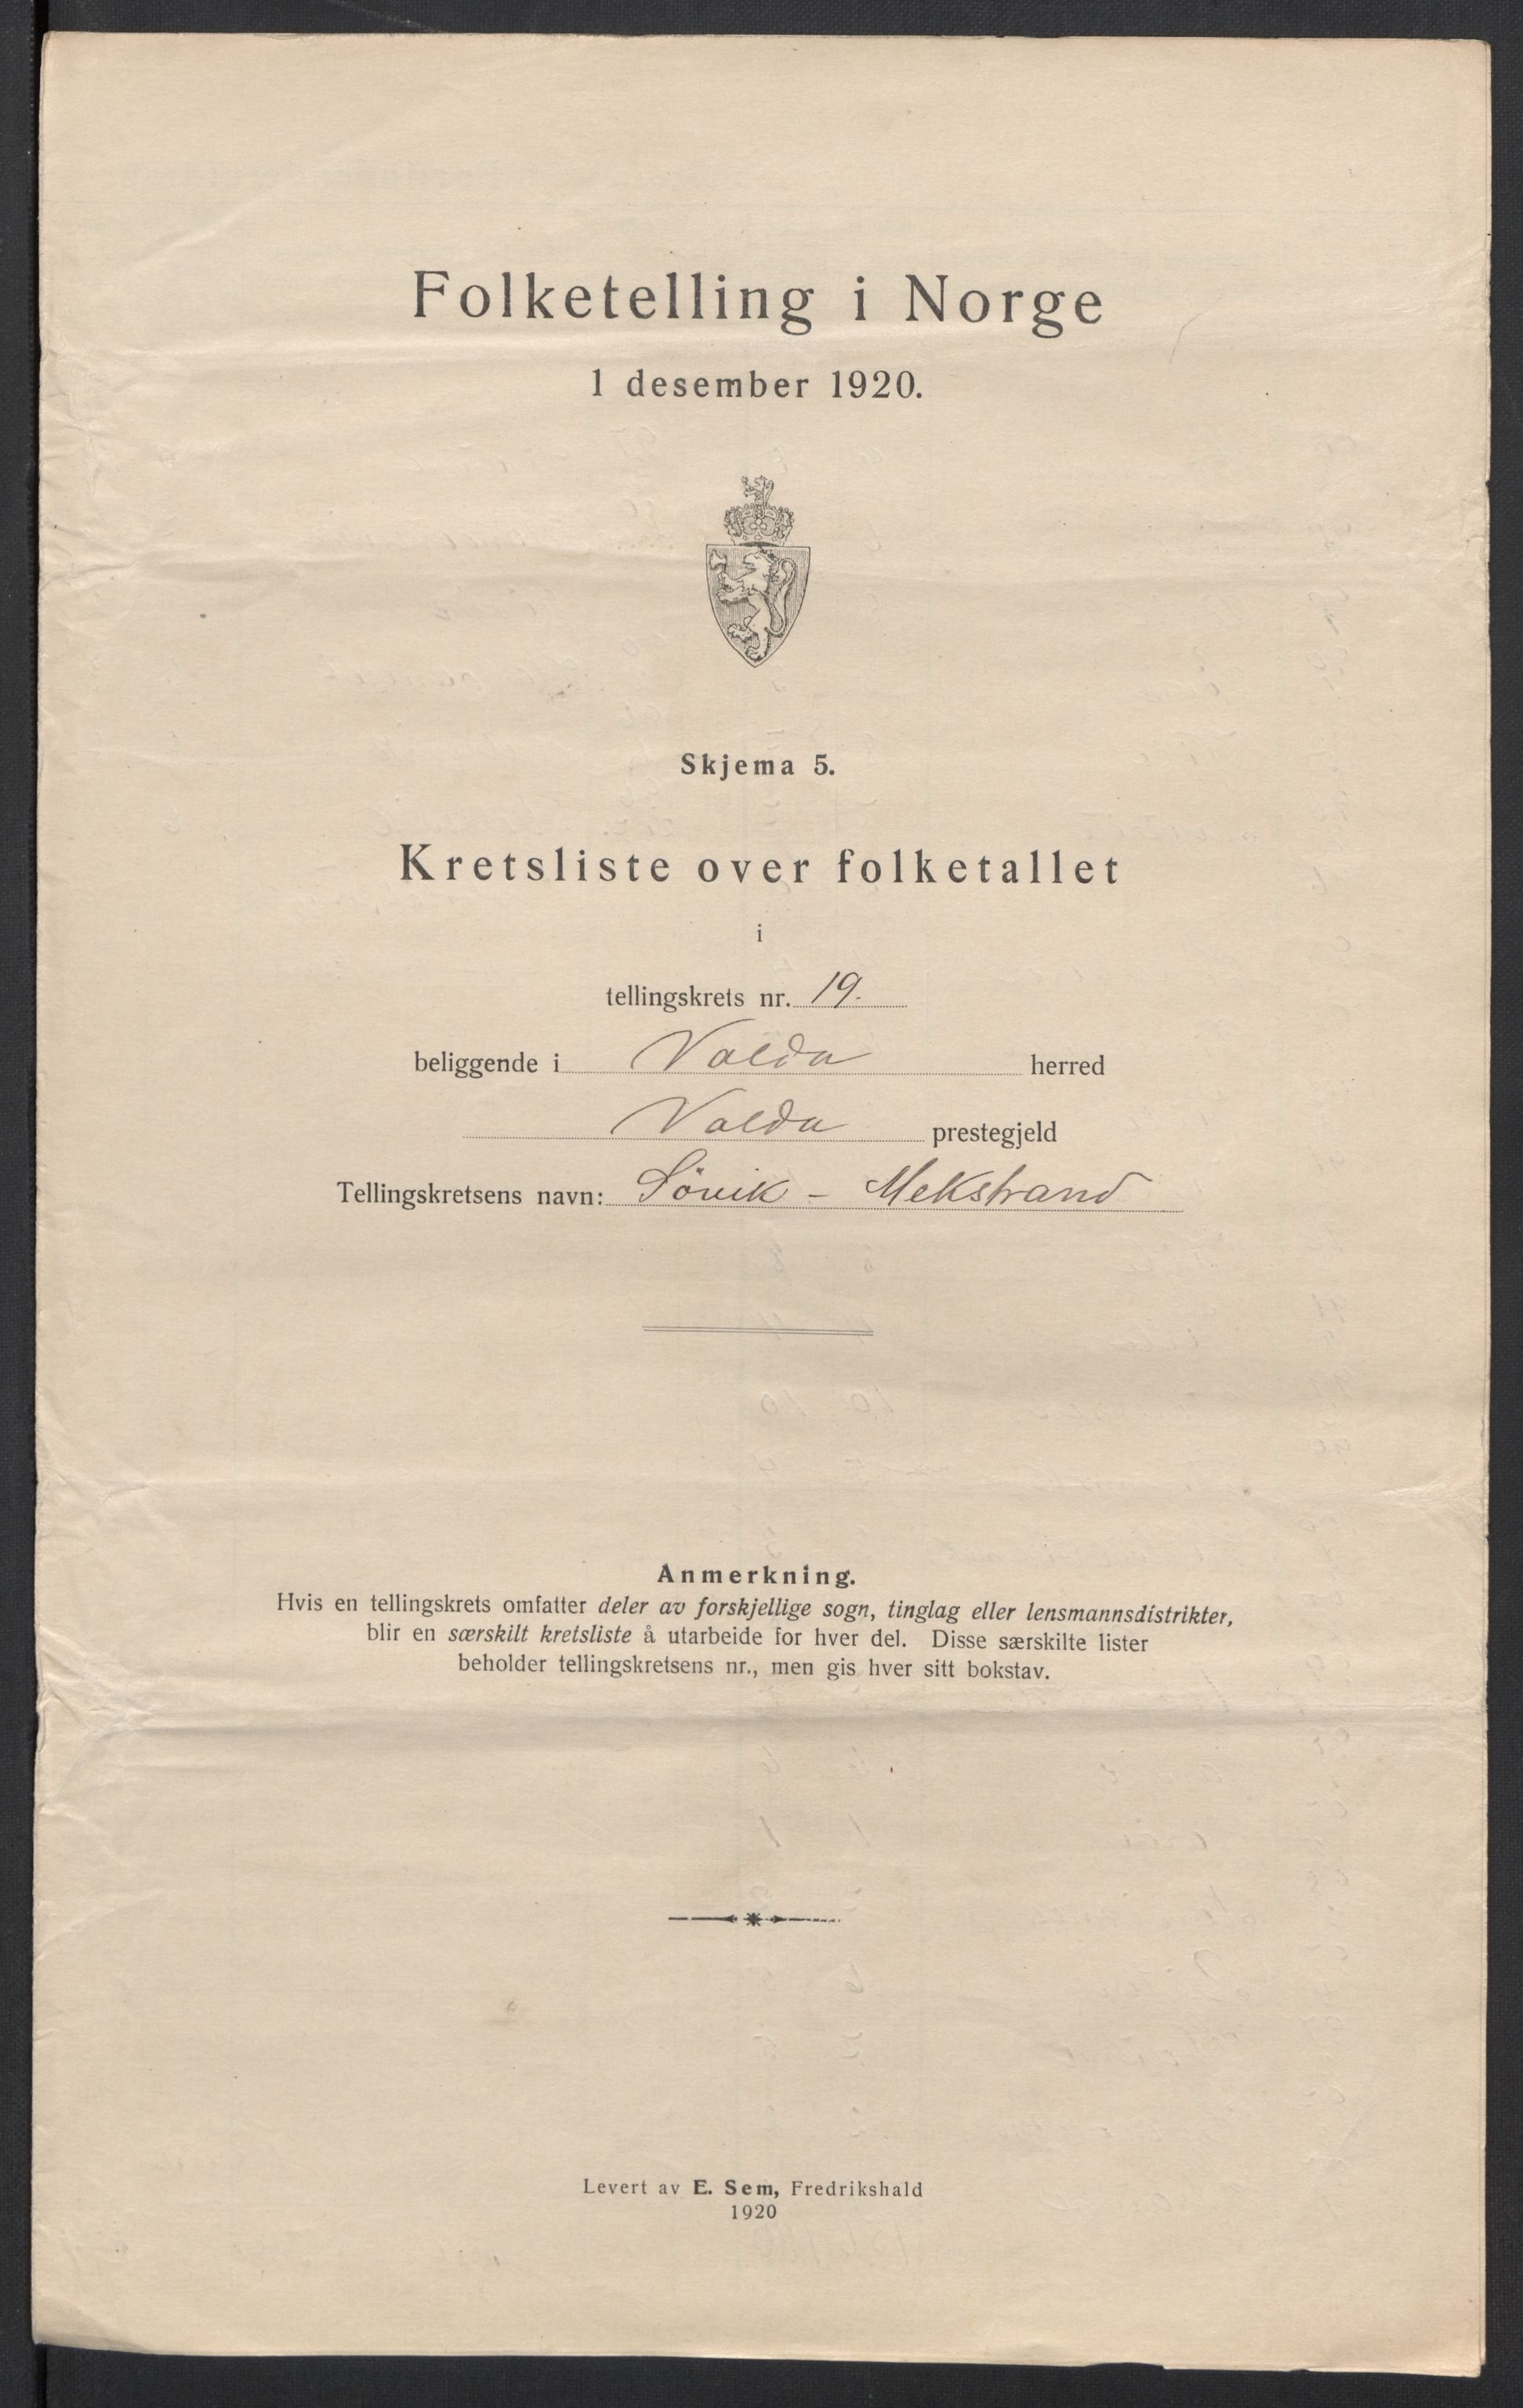 Folketelling i Norge
1 desember 1920.
Skjema 5.
Kretsliste over folketallet
i
tellingskrets nr. 19.
beliggende i Volda herred
Volda prestegjeld
Tellingskretsens navn: Sövik - Mekstrand
Anmerkning.
Hvis en tellingskrets omfatter deler av forskjellige sogn, tinglag eller lensmannsdistrikter,
blir en særskilt kretsliste å utarbeide for hver del. Disse særskilte lister
beholder tellingskretsens nr., men gis hver sitt bokstav.
Levert av E. Sem, Fredrikshald
1920